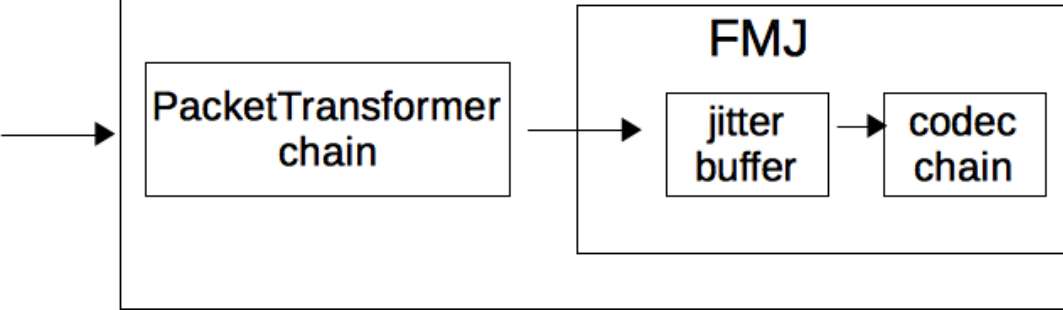 FMJ
PacketTransformer
chain
jitter
buffer
codec
chain